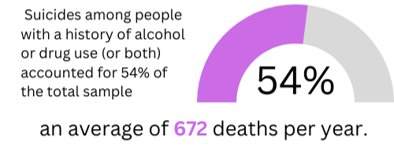 Suicides among people
with a history of alcohol
or drug use (or both)
accounted for 54% of
the total sample
54%
an average of 672 deaths per year.